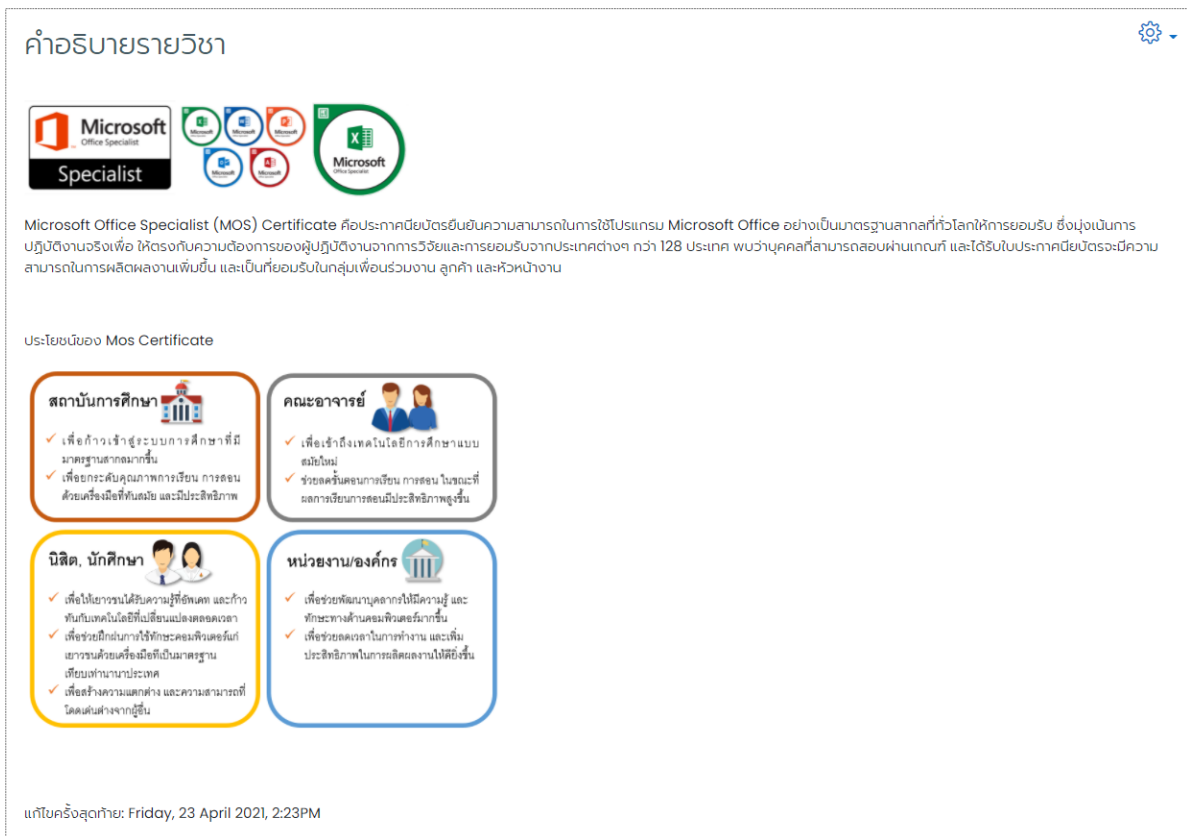 คำอธิบายรายวิชา
Microsoft
Office Specialist
Specialist
Microsoft
Microsoft
Microsoft
Microsoft
Microsoft
Microsoft
Office Specialist
Microsoft Office Specialist (MOS) Certificate คือประกาศนียบัตรยืนยันความสามารถในการใช้โปรแกรม Microsoft Office อย่างเป็นมาตรฐานสากลที่ทั่วโลกให้การยอมรับ ซึ่งมุ่งเน้นการ
ปฏิบัติงานจริงเพื่อ ให้ตรงกับความต้องการของผู้ปฏิบัติงานจากการวิจัยและการยอมรับจากประเทศต่างๆ กว่า 128 ประเทศ พบว่าบุคคลที่สามารถสอบผ่านเกณฑ์ และได้รับใบประกาศนียบัตรจะมีความ
สามารถในการผลิตผลงานเพิ่มขึ้น และเป็นที่ยอมรับในกลุ่มเพื่อนร่วมงาน ลูกค้า และหัวหน้างาน
ประโยชน์ของ Mos Certificate
สถาบันการศึกษา
✓ เพื่อก้าวเข้าสู่ระบบการศึกษาที่มี
มาตรฐานสากลมากขึ้น
✓ เพื่อยกระดับคุณภาพการเรียน การสอน
ด้วยเครื่องมือที่ทันสมัย และมีประสิทธิภาพ
คณะอาจารย์
✓ เพื่อเข้าถึงเทคโนโลยีการศึกษาแบบ
สมัยใหม่
✓ ช่วยลดขั้นตอนการเรียน การสอน ในขณะที่
ผลการเรียนการสอนมีประสิทธิภาพสูงขึ้น
นิสิต, นักศึกษา
✓ เพื่อให้เยาวชนได้รับความรู้ที่อัพเดท และก้าว
ทันกับเทคโนโลยีที่เปลี่ยนแปลงตลอดเวลา
✓ เพื่อช่วยฝึกฝนการใช้ทักษะคอมพิวเตอร์แก่
เยาวชนด้วยเครื่องมือที่เป็นมาตรฐาน
เทียบเท่านานาประเทศ
✓ เพื่อสร้างความแตกต่าง และความสามารถที่
โดดเด่นต่างจากผู้อื่น
หน่วยงาน/องค์กร
✓ เพื่อช่วยพัฒนาบุคลากรให้มีความรู้ และ
ทักษะทางด้านคอมพิวเตอร์มากขึ้น
✓ เพื่อช่วยลดเวลาในการทำงาน และเพิ่ม
ประสิทธิภาพในการผลิตผลงานให้ดียิ่งขึ้น
แก้ไขครั้งสุดท้าย: Friday, 23 April 2021, 2:23PM